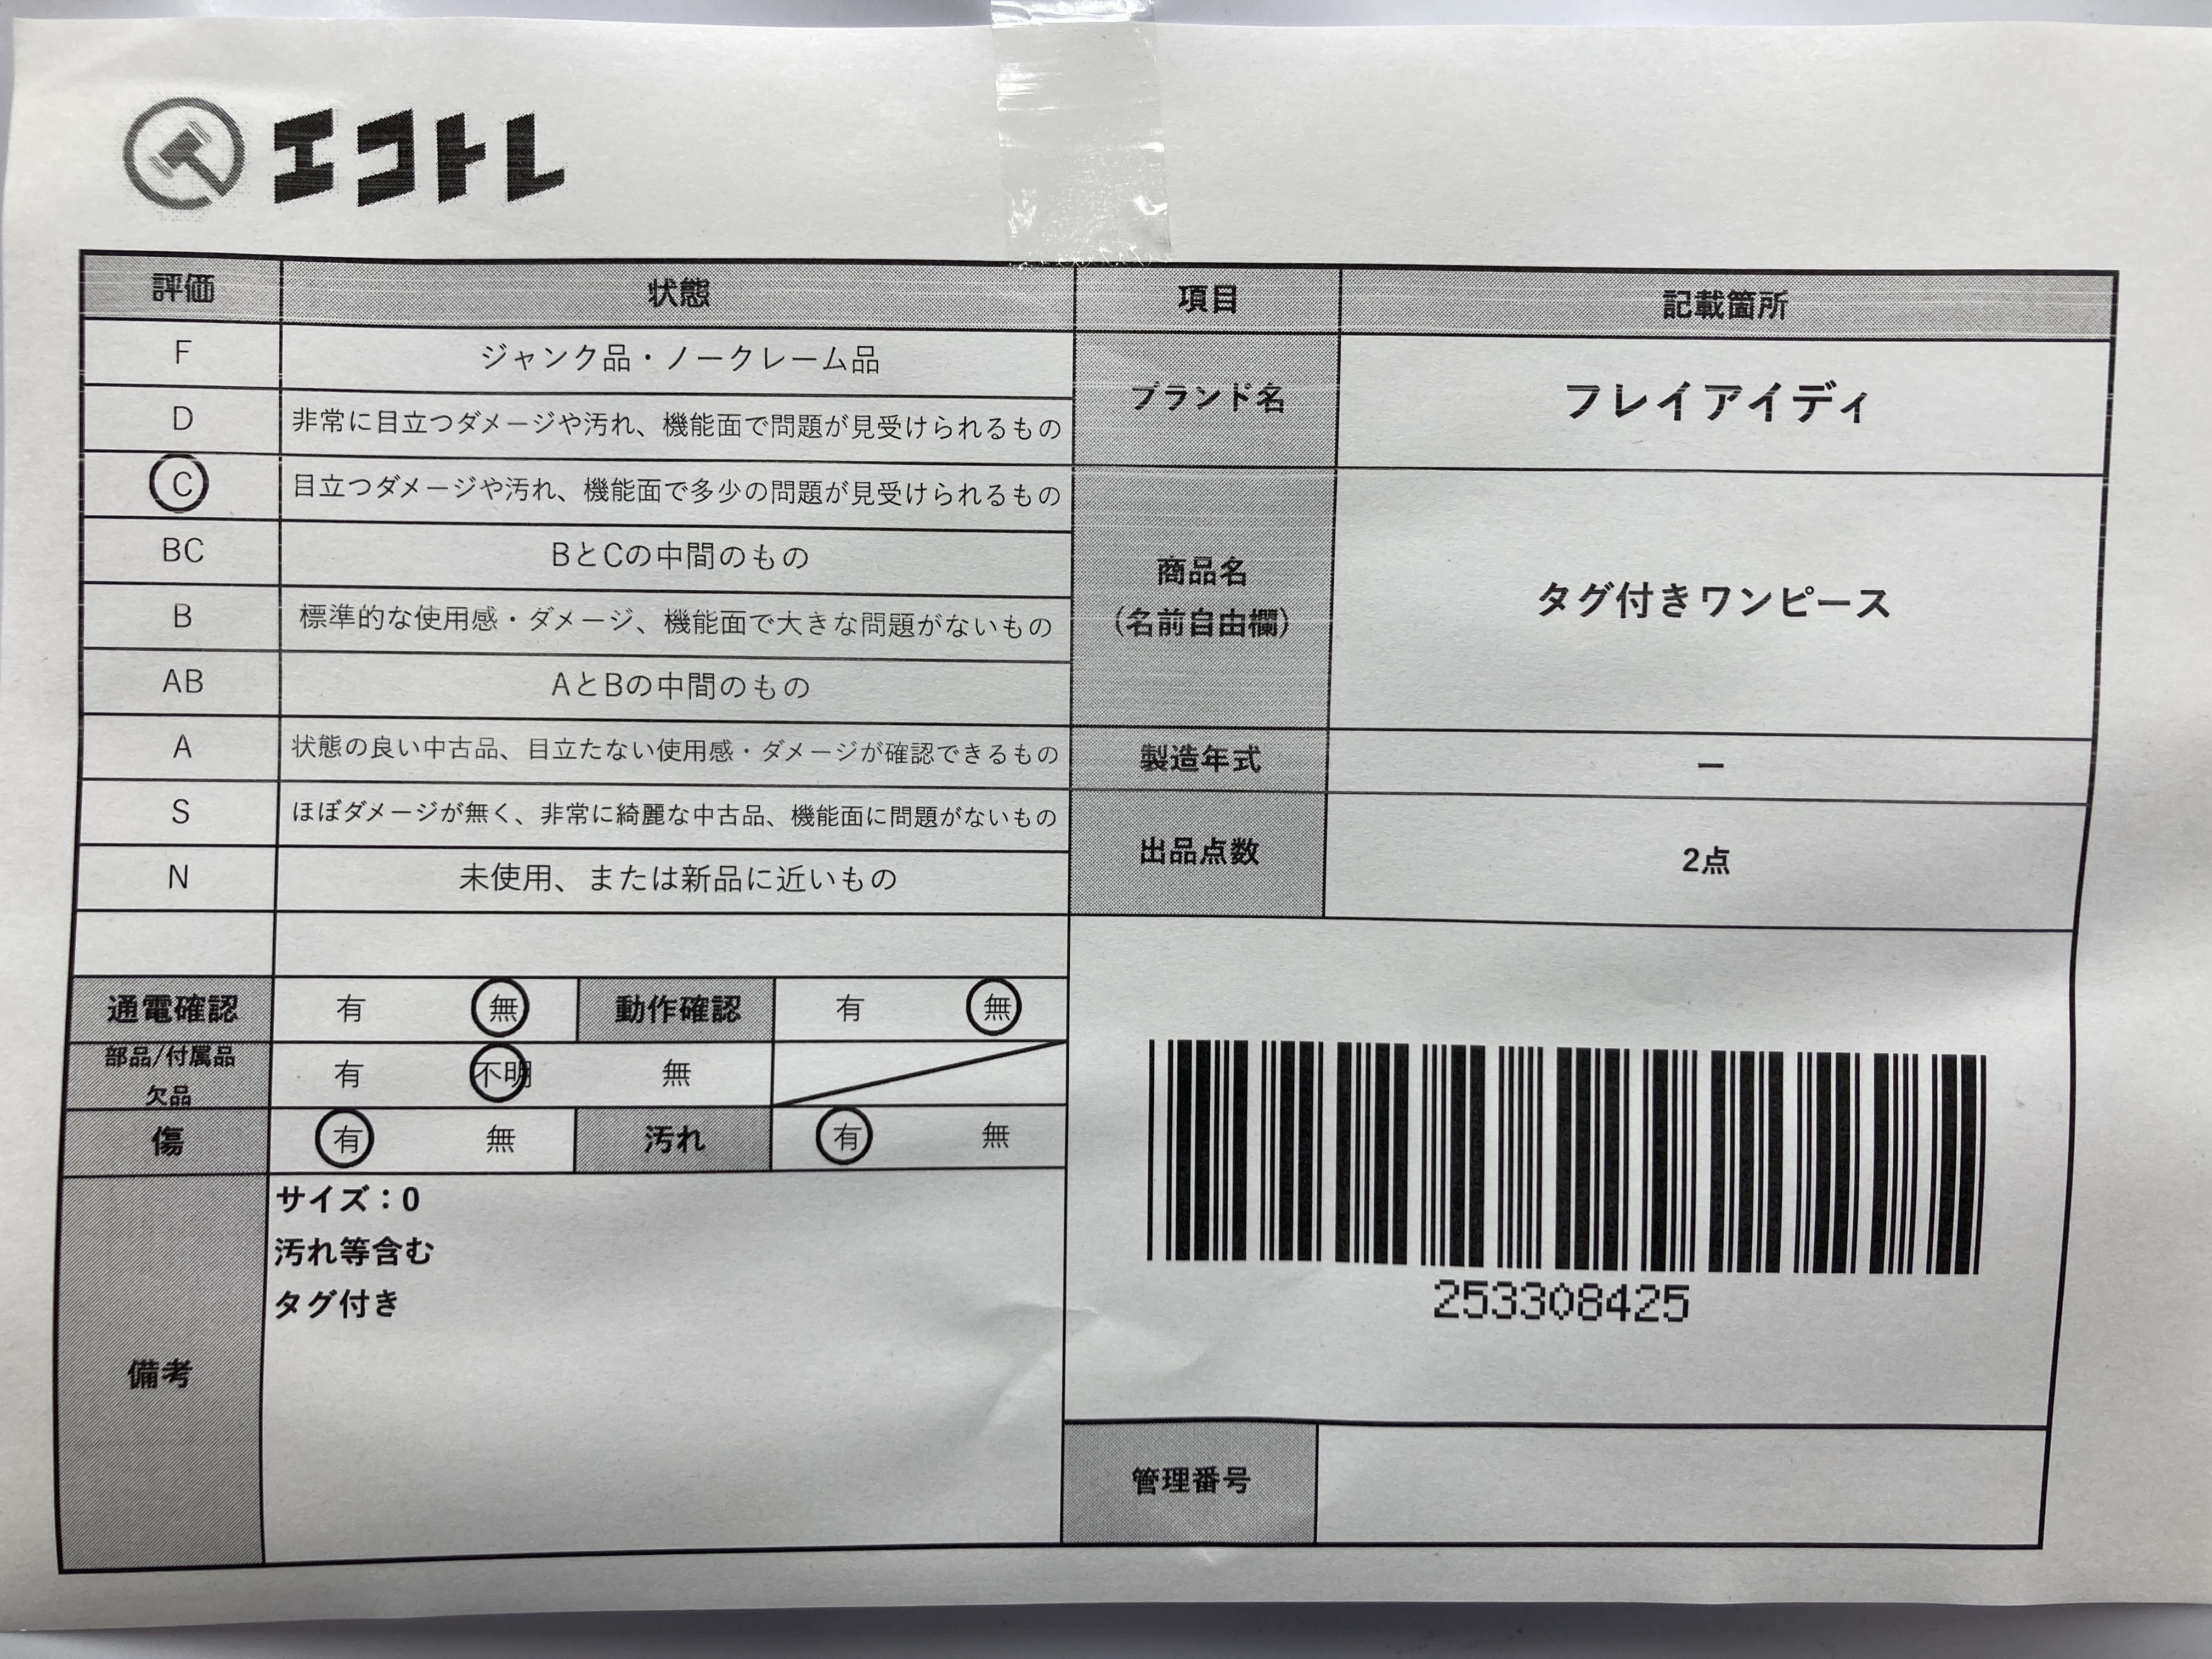 エコトレ
評価 状態 項目 記載箇所
F ジャンク品・ノークレーム品
D 非常に目立つダメージや汚れ、機能面で問題が見受けられるもの
C 目立つダメージや汚れ、機能面で多少の問題が見受けられるもの
BC BとCの中間のもの
B 標準的な使用感・ダメージ、機能面で大きな問題がないもの
AB AとBの中間のもの
A 状態の良い中古品、目立たない使用感・ダメージが確認できるもの
S ほぼダメージが無く、非常に綺麗な中古品、機能面に問題がないもの
N 未使用、または新品に近いもの
ブランド名 フレイアイディ
商品名
(名前自由欄)
タグ付きワンピース
製造年式 ー
出品点数 2点
通電確認 有 無 動作確認 有 無
部品/付属品
欠品
有 不明 無
傷 有 無 汚れ 有 無
備考
サイズ：0
汚れ等含む
タグ付き
253308425
管理番号